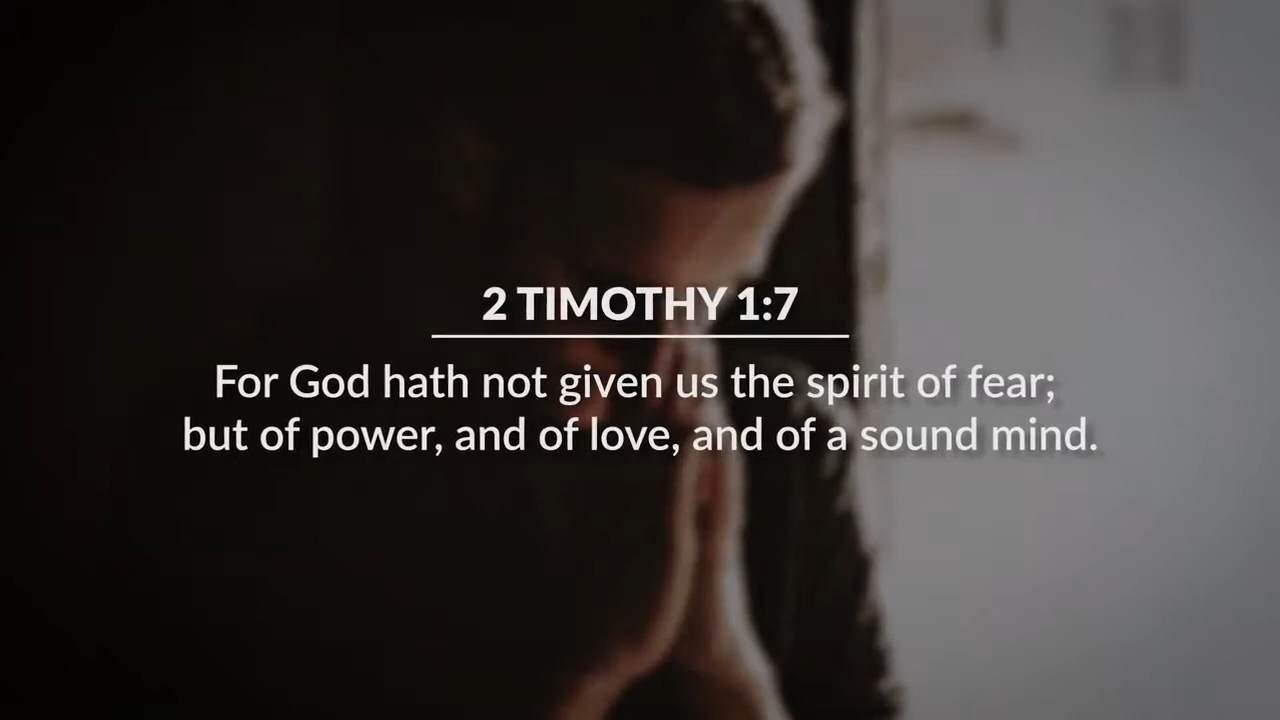 2 TIMOTHY 1:7
For God hath not given us the spirit of fear;
but of power, and of love, and of a sound mind.